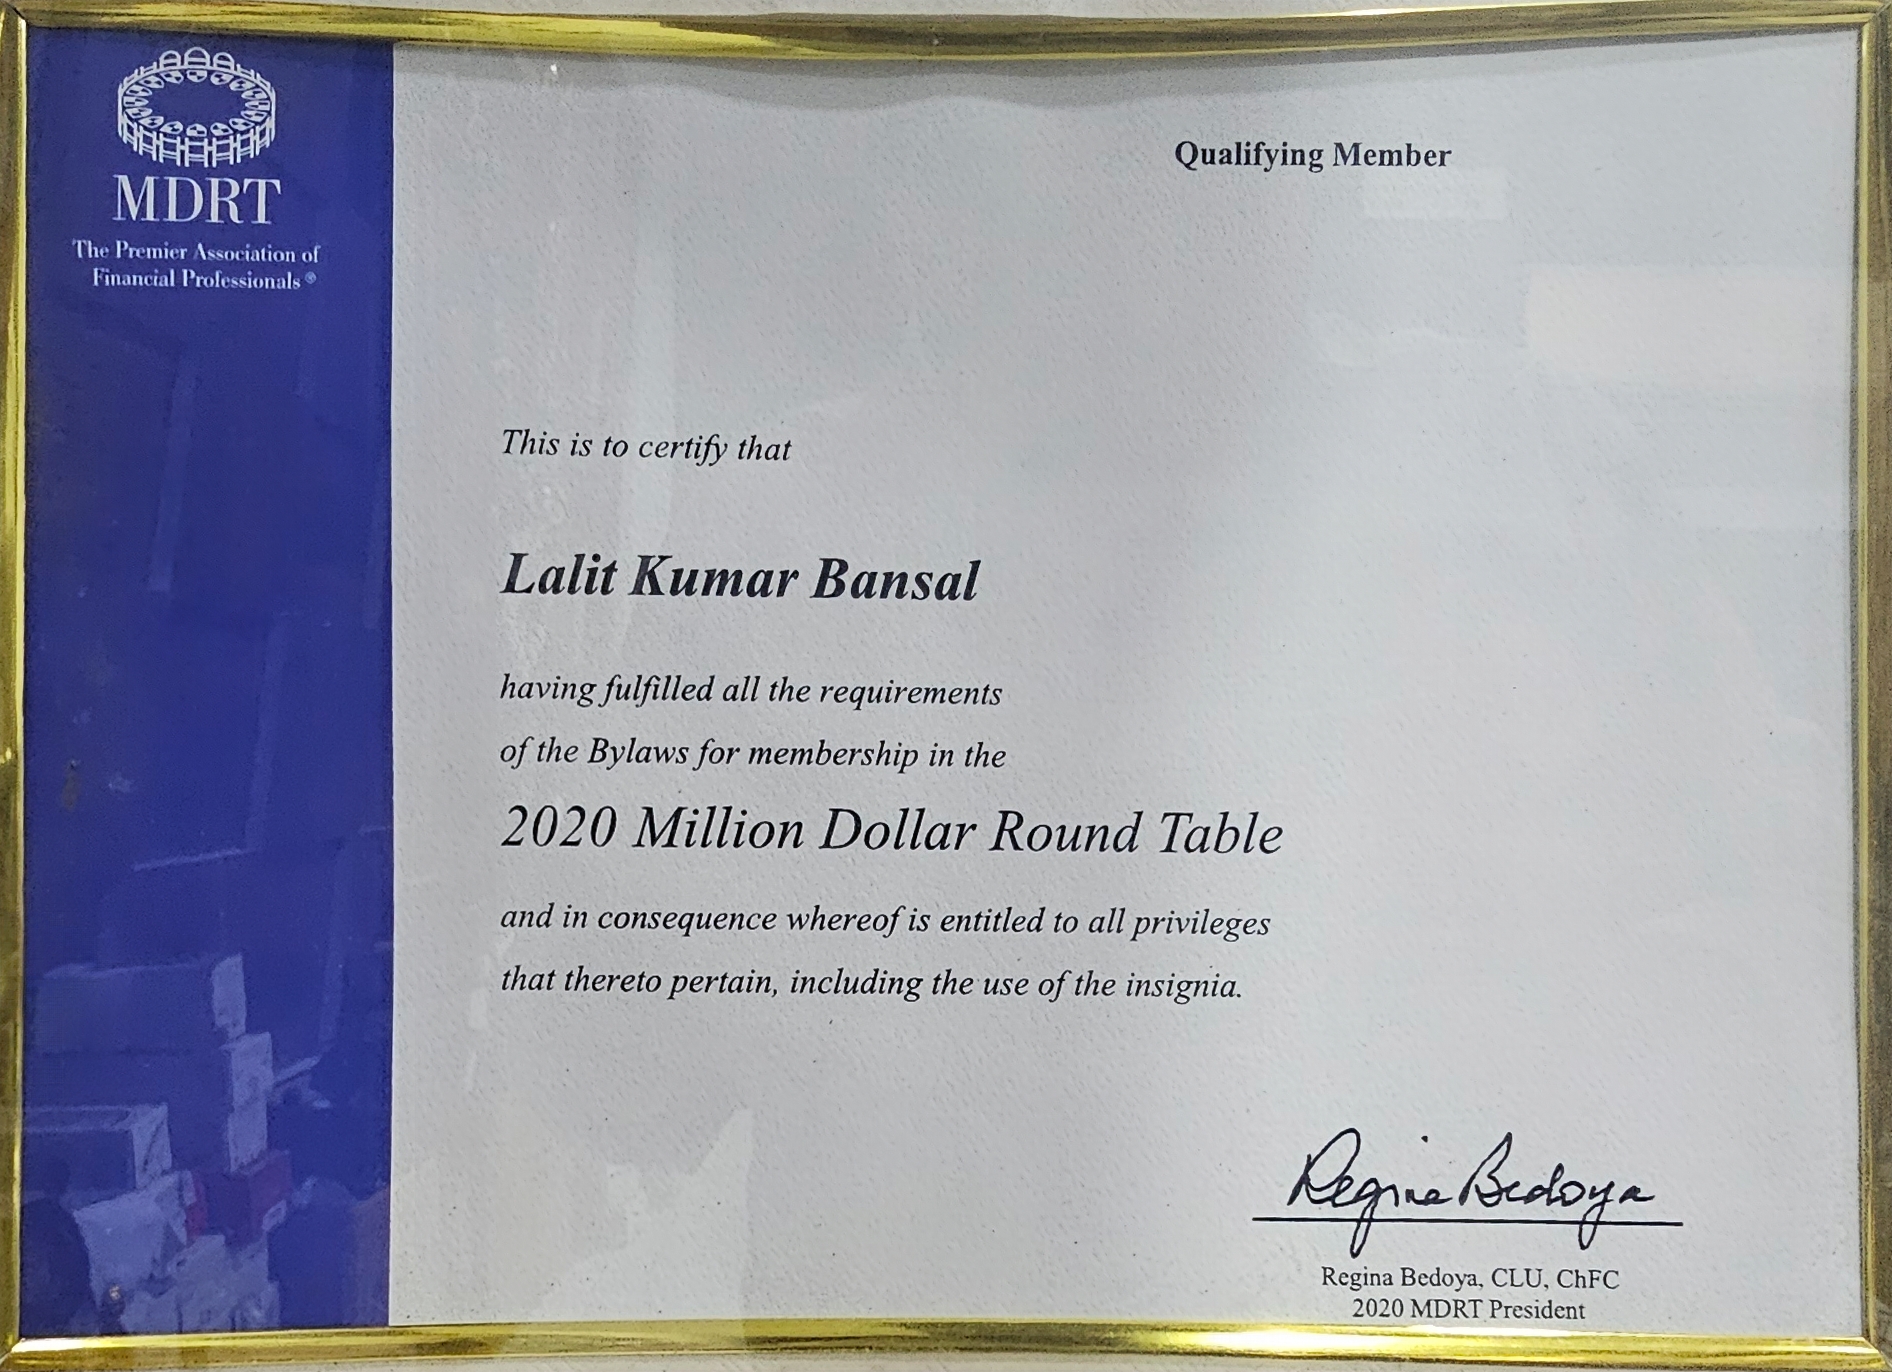 MDRT
The Premier Association of
Financial Professionals®
Qualifying Member
This is to certify that
Lalit Kumar Bansal
having fulfilled all the requirements
of the Bylaws for membership in the
2020 Million Dollar Round Table
and in consequence whereof is entitled to all privileges
that thereto pertain, including the use of the insignia.
Regina Bedoya
Regina Bedoya, CLU, ChFC
2020 MDRT President